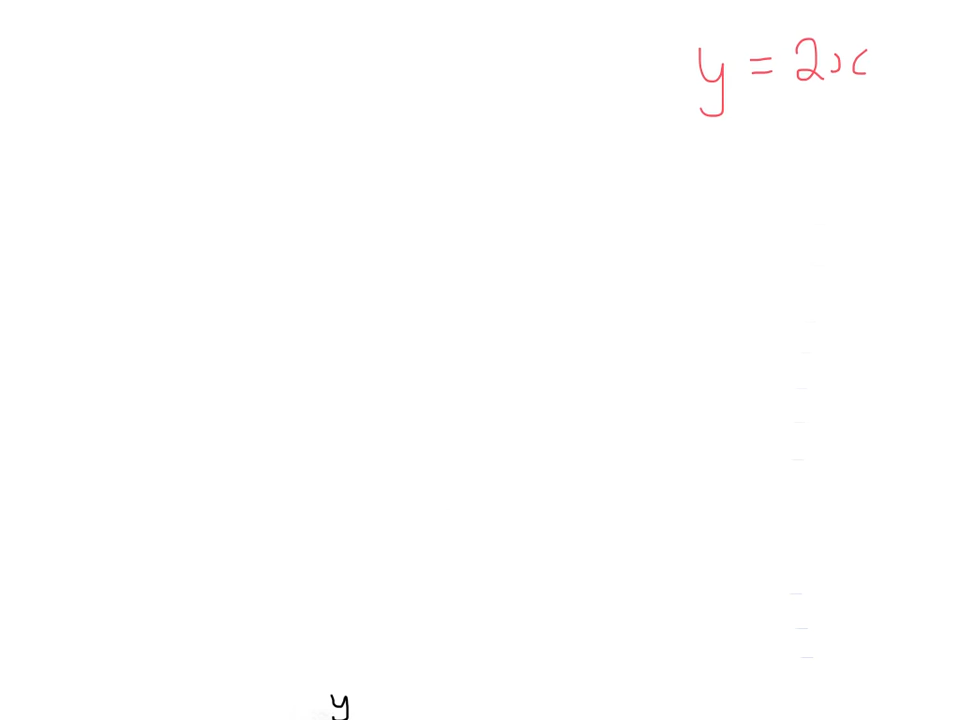 y = 2x
y